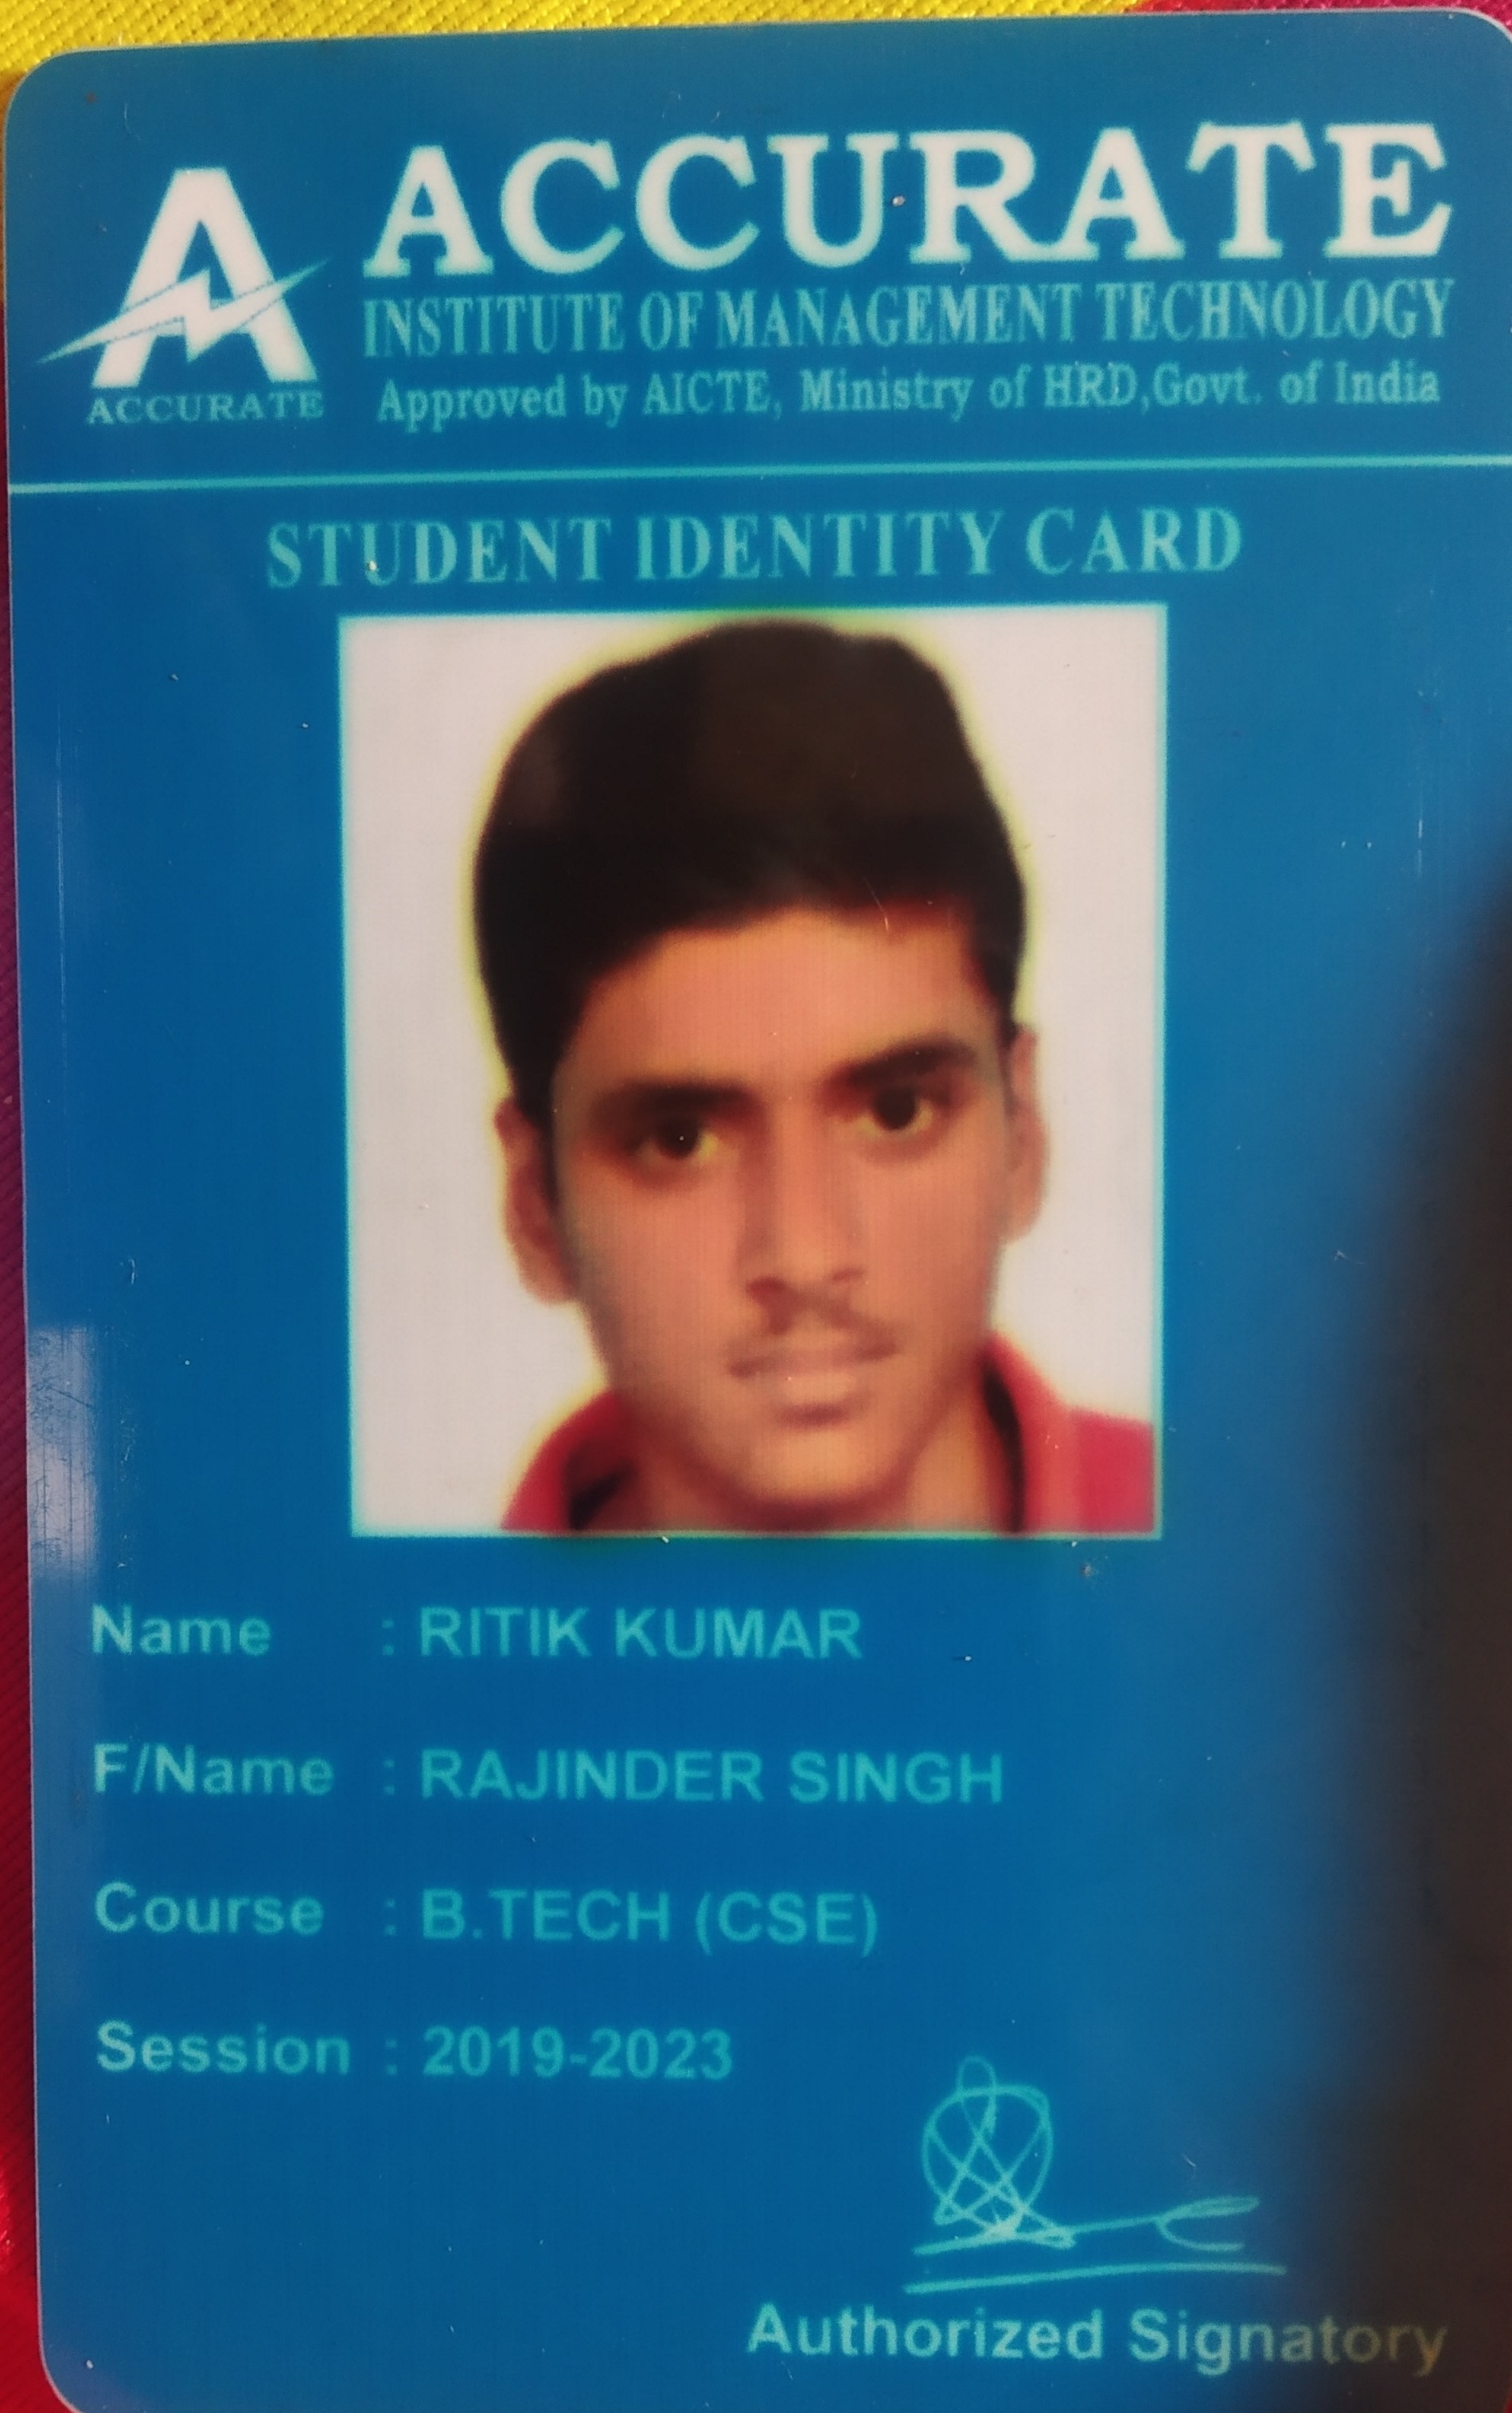 ACCURATE
INSTITUTE OF MANAGEMENT TECHNOLOGY
Approved by AICTE, Ministry of HRD,Govt. of India
ACCURATE
STUDENT IDENTITY CARD
Name : RITIK KUMAR
F/Name : RAJINDER SINGH
Course : B.TECH (CSE)
Session : 2019-2023
Authorized Signatory